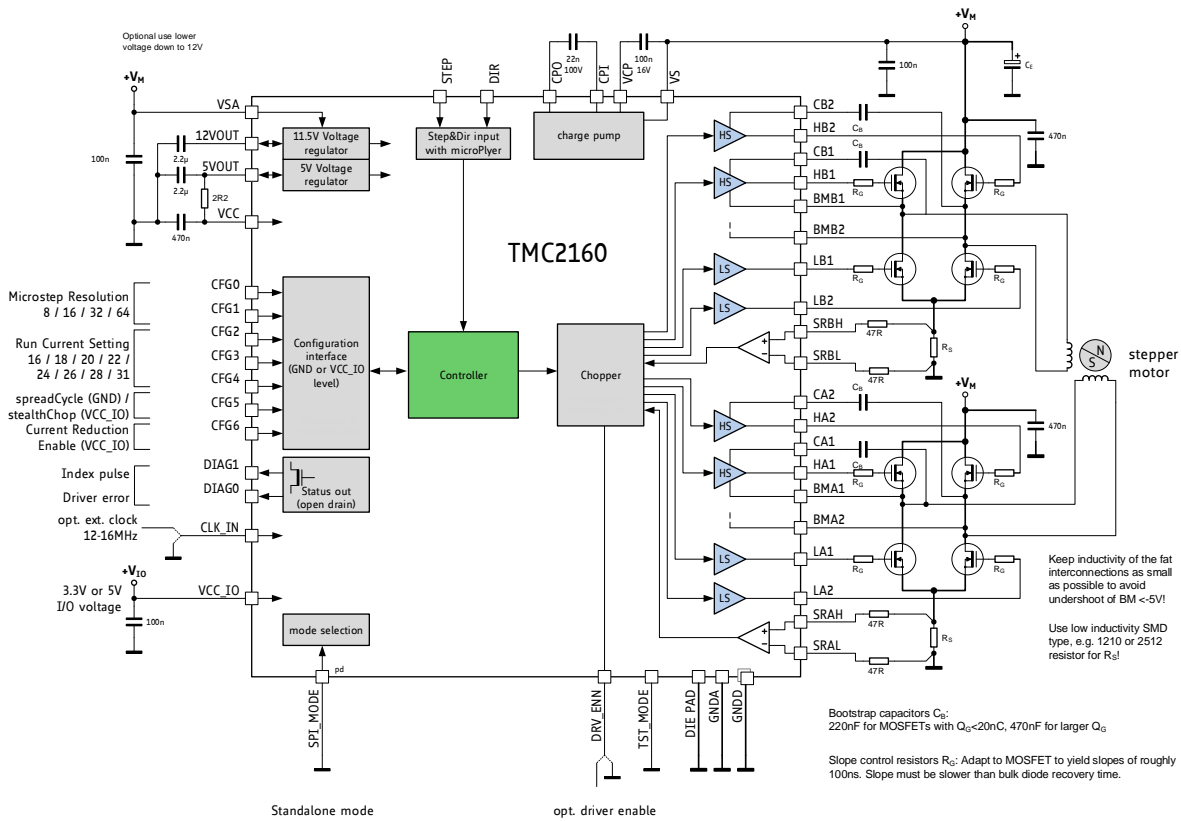 Optional use lower
voltage down to 12V
+VM
+VM
VSA
12VOUT
5VOUT
VCC
100n
2.2µ
2.2µ
2R2
470n
11.5V Voltage
regulator
5V Voltage
regulator
STEP
DIR
Step&Dir input
with microPlyer
22n
100V
100n
16V
CPO
CPI
VCP
VS
charge pump
100n
CE
470n
TMC2160
HS
HS
LS
LS
CB2
HB2
CB1
HB1
BMB1
BMB2
LB1
LB2
SRBH
SRBL
CB
CB
RG
RG
RG
RG
47R
47R
RS
+
−
N
S
stepper
motor
Microstep Resolution
8 / 16 / 32 / 64
Run Current Setting
16 / 18 / 20 / 22 /
24 / 26 / 28 / 31
spreadCycle (GND) /
stealthChop (VCC_IO)
Current Reduction
Enable (VCC_IO)
Index pulse
Driver error
opt. ext. clock
12-16MHz
+VIO
3.3V or 5V
I/O voltage
100n
CFG0
CFG1
CFG2
CFG3
CFG4
CFG5
CFG6
DIAG1
DIAG0
CLK_IN
VCC_IO
Configuration
interface
(GND or VCC_IO
level)
Status out
(open drain)
mode selection
pd
Controller
Chopper
HS
HS
LS
LS
CA2
HA2
CA1
HA1
BMA1
BMA2
LA1
LA2
SRAH
SRAL
+VM
470n
CB
CB
RG
RG
RG
RG
47R
47R
RS
+
−
SPI_MODE
DRV_ENN
TST_MODE
DIE PAD
GNDA
GNDD
Standalone mode
opt. driver enable
Keep inductivity of the fat
interconnections as small
as possible to avoid
undershoot of BM <-5V!
Use low inductivity SMD
type, e.g. 1210 or 2512
resistor for RS!
Bootstrap capacitors CB:
220nF for MOSFETs with QG<20nC, 470nF for larger QG
Slope control resistors RG: Adapt to MOSFET to yield slopes of roughly
100ns. Slope must be slower than bulk diode recovery time.